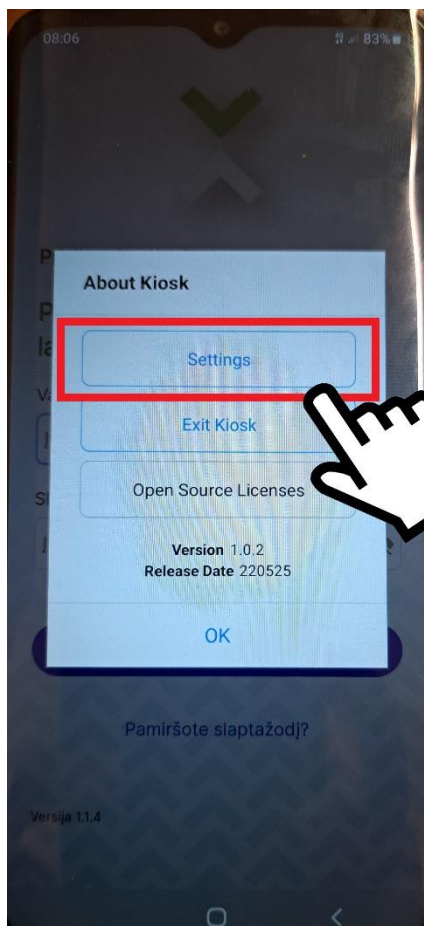 08:06
83%
P
About Kiosk
P
Settings
Exit Kiosk
Open Source Licenses
Version 1.0.2
Release Date 220525
OK
Pamiršote slaptažodį?
Versija 1.1.4